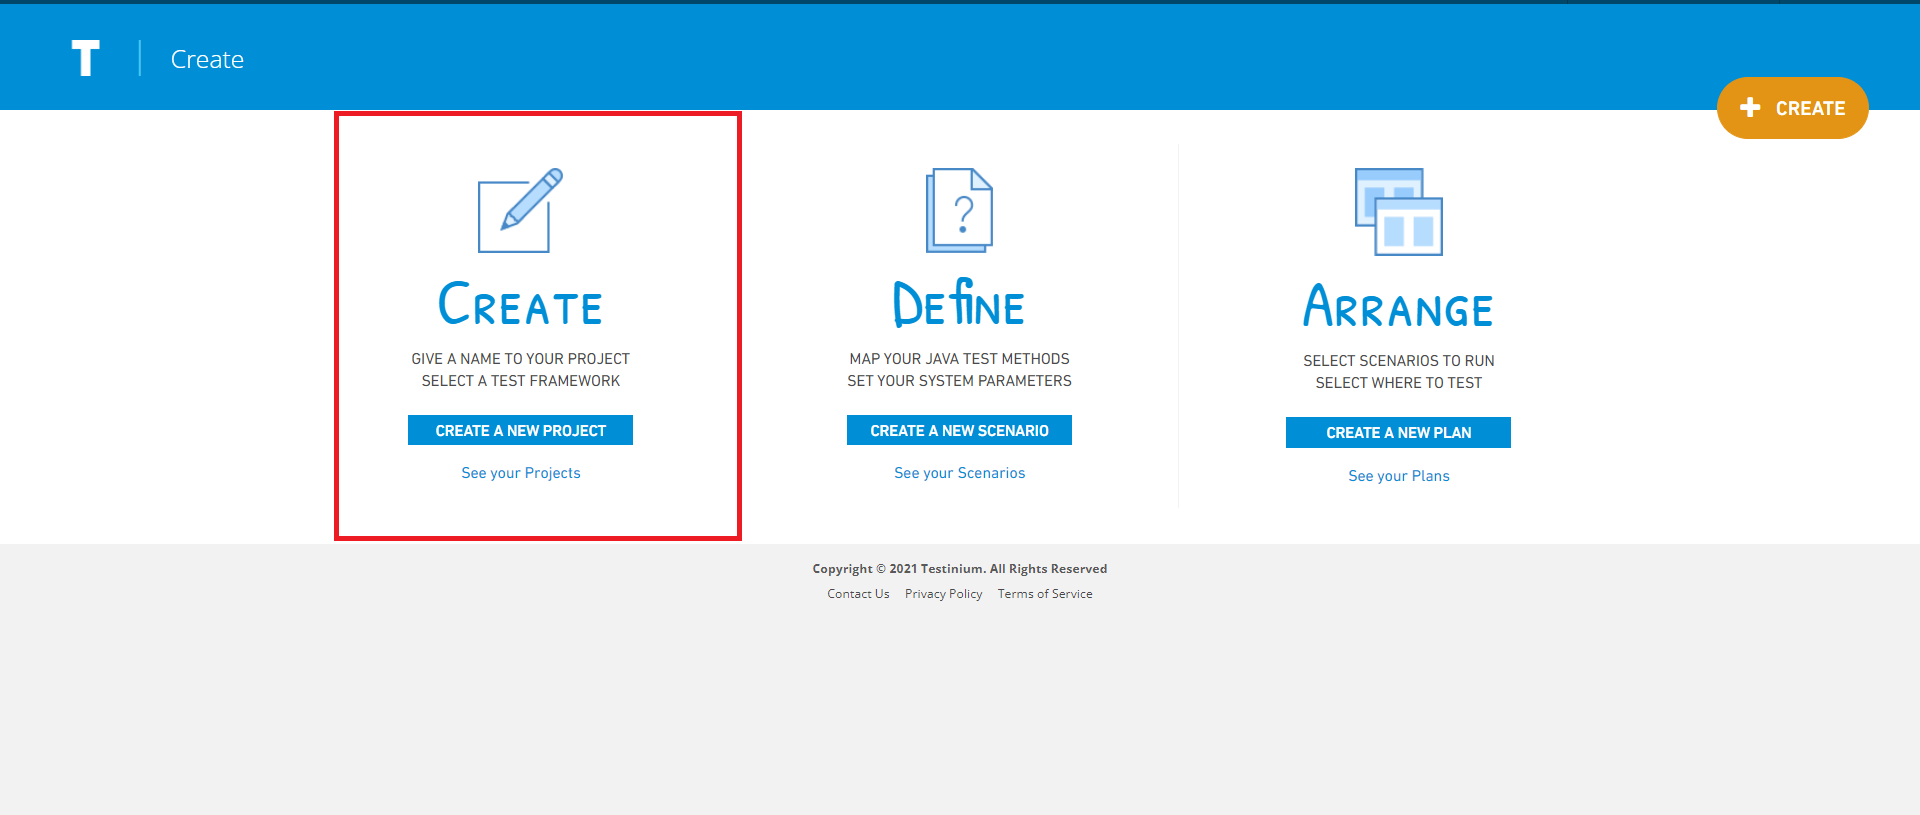 T
Create
+ CREATE
CREATE
GIVE A NAME TO YOUR PROJECT
SELECT A TEST FRAMEWORK
CREATE A NEW PROJECT
See your Projects
?
DEfiNE
MAP YOUR JAVA TEST METHODS
SET YOUR SYSTEM PARAMETERS
CREATE A NEW SCENARIO
See your Scenarios
ARRANGE
SELECT SCENARIOS TO RUN
SELECT WHERE TO TEST
CREATE A NEW PLAN
See your Plans
Copyright © 2021 Testinium. All Rights Reserved
Contact Us Privacy Policy Terms of Service